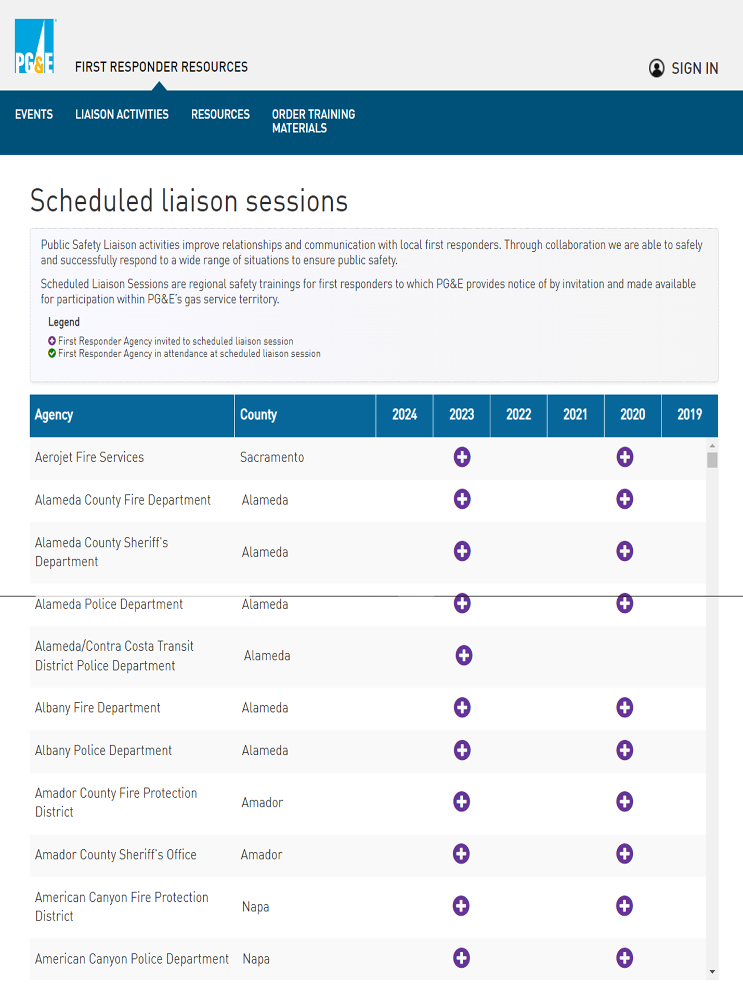 PG&E
FIRST RESPONDER RESOURCES
SIGN IN
EVENTS
LIAISON ACTIVITIES
RESOURCES
ORDER TRAINING
MATERIALS
Scheduled liaison sessions
Public Safety Liaison activities improve relationships and communication with local first responders. Through collaboration we are able to safely
and successfully respond to a wide range of situations to ensure public safety.
Scheduled Liaison Sessions are regional safety trainings for first responders to which PG&E provides notice of by invitation and made available
for participation within PG&E's gas service territory.
Legend
First Responder Agency invited to scheduled liaison session
First Responder Agency in attendance at scheduled liaison session
Agency County 2024 2023 2022 2021 2020 2019
Aerojet Fire Services Sacramento
Alameda County Fire Department Alameda
Alameda County Sheriff's
Department
Alameda
Alameda Police Department Alameda
Alameda/Contra Costa Transit
District Police Department
Alameda
Albany Fire Department Alameda
Albany Police Department Alameda
Amador County Fire Protection
District
Amador
Amador County Sheriff's Office Amador
American Canyon Fire Protection
District
Napa
American Canyon Police Department Napa